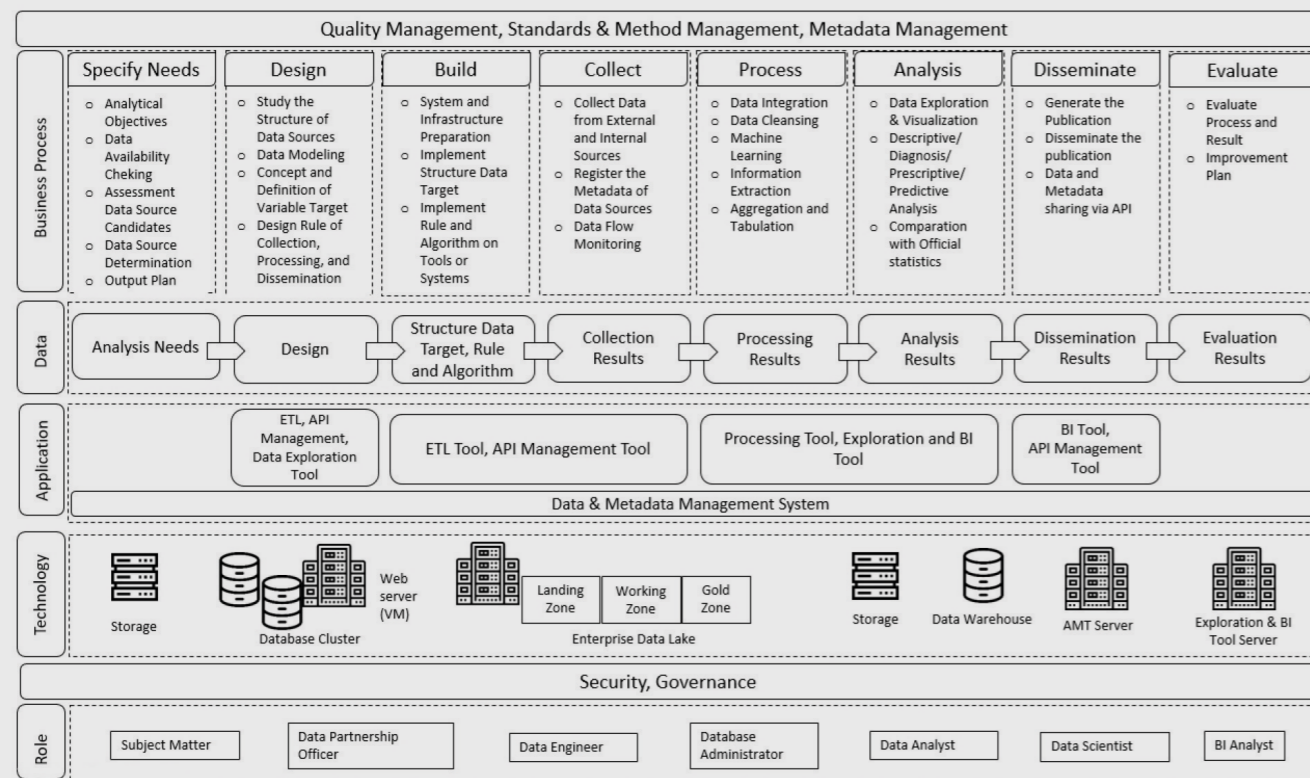 Quality Management, Standards & Method Management, Metadata Management
Business Process
Specify Needs
o Analytical
Objectives
o Data
Availability
Cheking
o Assessment
Data Source
Candidates
o Data Source
Determination
o Output Plan
Design
o Study the
Structure of
Data Sources
o Data Modeling
o Concept and
Definition of
Variable Target
o Design Rule of
Collection,
Processing, and
Dissemination
Build
o System and
Infrastructure
Preparation
o Implement
Structure Data
Target
o Implement
Rule and
Algorithm on
Tools or
Systems
Collect
o Collect Data
from External
and Internal
Sources
o Register the
Metadata of
Data Sources
o Data Flow
Monitoring
Process
o Data Integration
o Data Cleansing
o Machine
Learning
o Information
Extraction
o Aggregation and
Tabulation
Analysis
o Data Exploration
& Visualization
o Descriptive/
Diagnosis/
Prescriptive/
Predictive
Analysis
o Comparation
with Official
statistics
Disseminate
o Generate the
Publication
o Disseminate the
publication
o Data and
Metadata
sharing via API
Evaluate
o Evaluate
Process and
Result
o Improvement
Plan
Data
Analysis Needs
Design
Structure Data
Target, Rule
and Algorithm
Collection
Results
Processing
Results
Analysis
Results
Dissemination
Results
Evaluation
Results
Application
ETL, API
Management,
Data Exploration
Tool
ETL Tool, API Management Tool
Processing Tool, Exploration and BI
Tool
BI Tool,
API Management
Tool
Data & Metadata Management System
Technology
Storage
Database Cluster
Web
server
(VM)
Landing
Zone
Working
Zone
Gold
Zone
Enterprise Data Lake
Storage
Data Warehouse
AMT Server
Exploration & BI
Tool Server
Security, Governance
Role
Subject Matter
Data Partnership
Officer
Data Engineer
Database
Administrator
Data Analyst
Data Scientist
BI Analyst